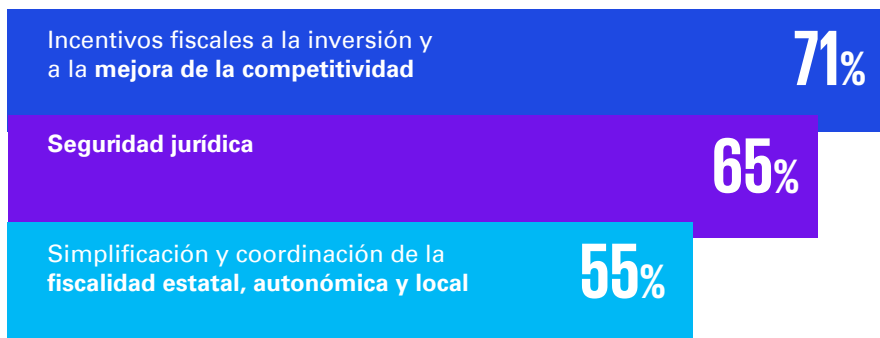 Incentivos fiscales a la inversión y
a la mejora de la competitividad
71%
Seguridad jurídica
65%
Simplificación y coordinación de la
fiscalidad estatal, autonómica y local
55%